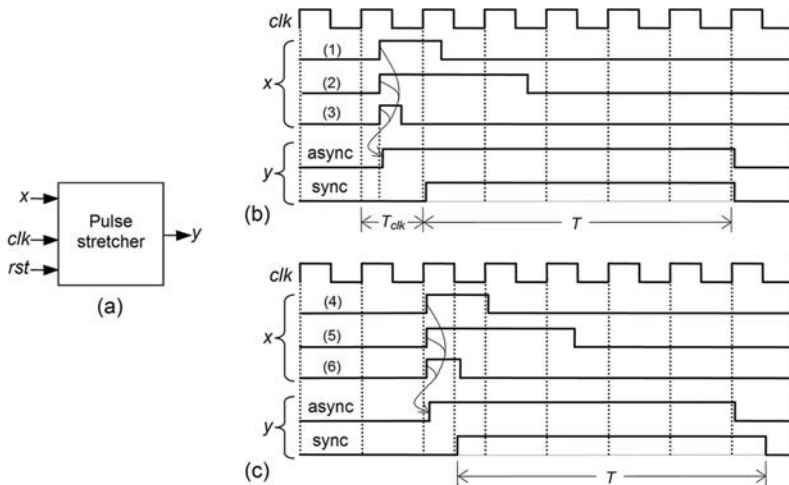 x
clk
rst
Pulse stretcher
y
(a)
clk
x
(1)
(2)
(3)
y
async
sync
(b)
Tclk
T
clk
x
(4)
(5)
(6)
y
async
sync
(c)
T